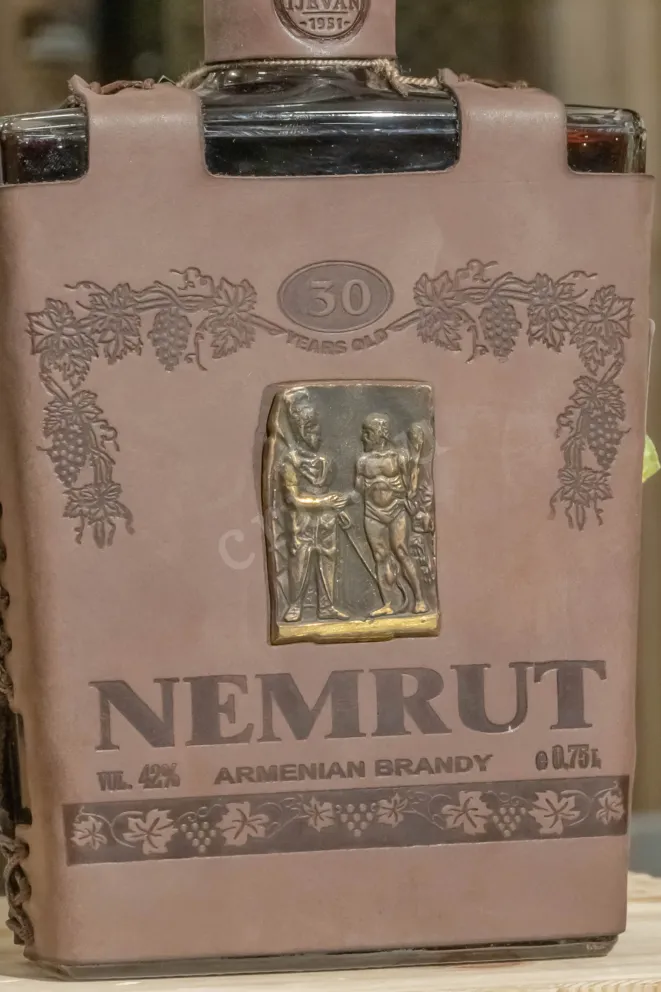 IJEVAN
-1951-
30
YEARS OLD
NEMRUT
VOL. 42% ARMENIAN BRANDY e 0,75 L